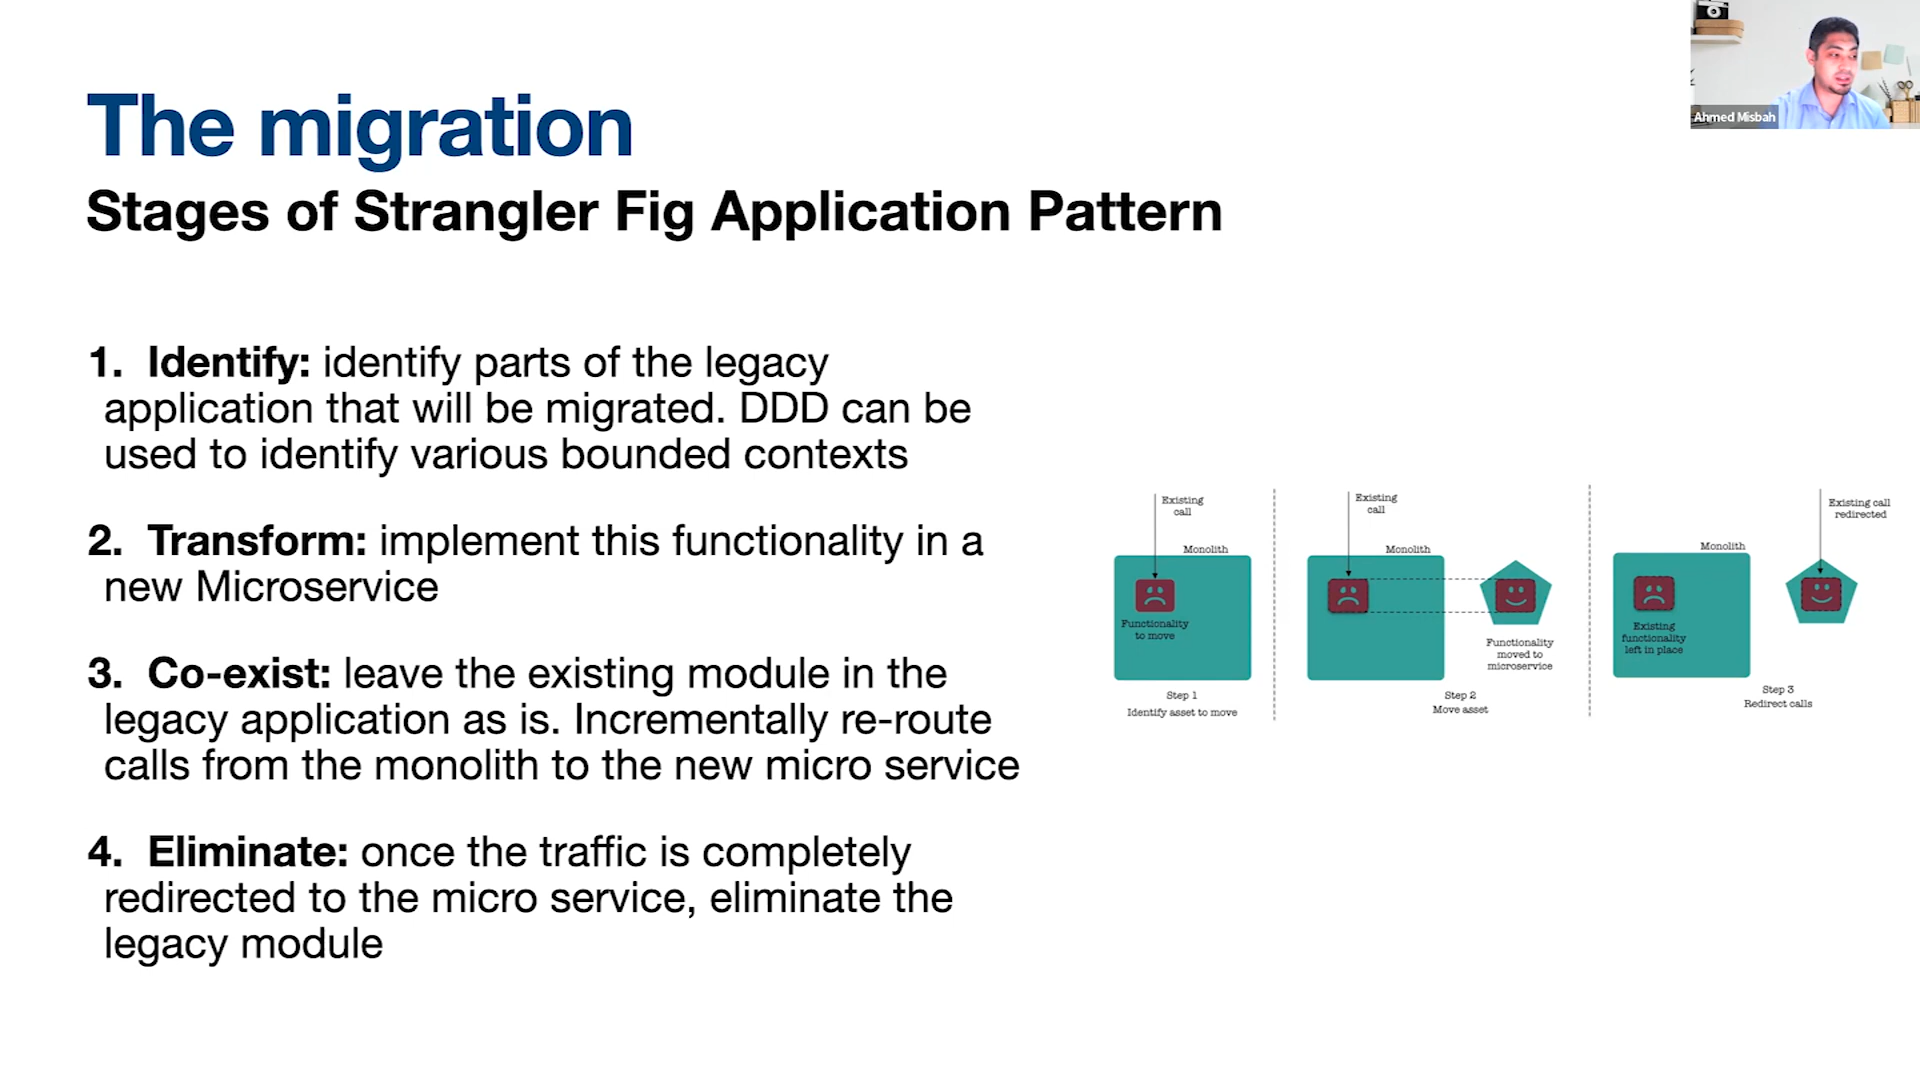 Ahmed Misbah
The migration
Stages of Strangler Fig Application Pattern
1. Identify: identify parts of the legacy
application that will be migrated. DDD can be
used to identify various bounded contexts
2. Transform: implement this functionality in a
new Microservice
3. Co-exist: leave the existing module in the
legacy application as is. Incrementally re-route
calls from the monolith to the new micro service
4. Eliminate: once the traffic is completely
redirected to the micro service, eliminate the
legacy module
Existing
call
Monolith
Functionality
to move
Step 1
Identify asset to move
Existing
call
Monolith
Functionality
moved to
microservice
Step 2
Move asset
Existing call
redirected
Monolith
Existing
functionality
left in place
Step 3
Redirect calls